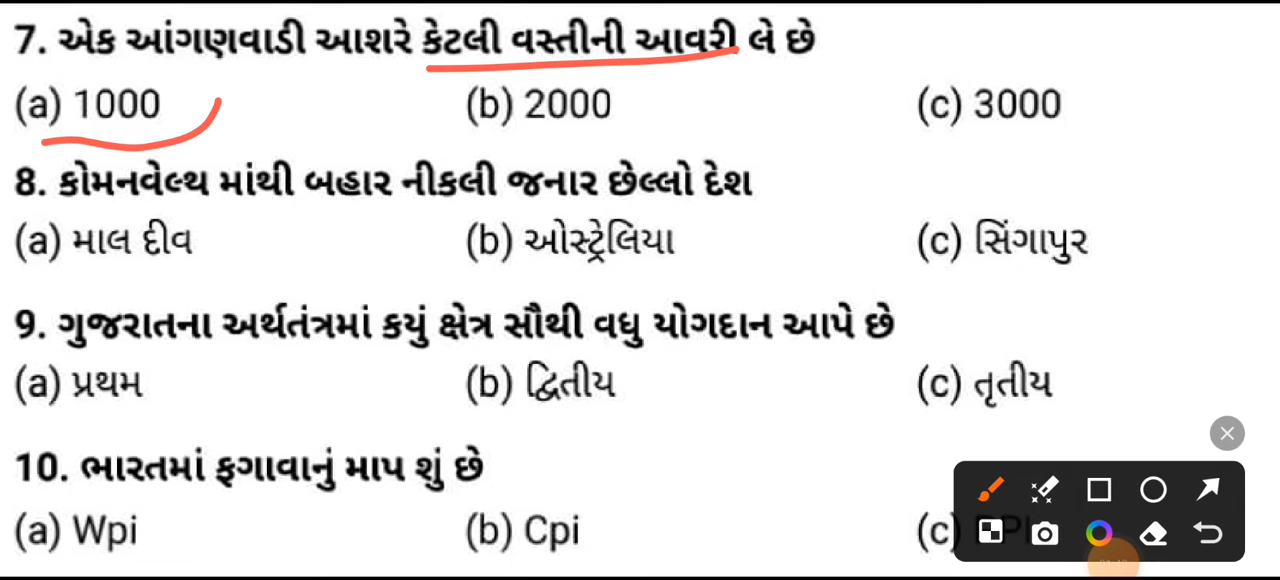 7. એક આંગણવાડી આશરે કેટલી વસ્તીની આવરી લે છે
(a) 1000 (b) 2000 (c) 3000
8. કોમનવેલ્થ માંથી બહાર નીકલી જનાર છેલ્લો દેશ
(a) માલ દીવ (b) ઓસ્ટ્રેલિયા (c) સિંગાપુર
9. ગુજરાતના અર્થતંત્રમાં કયું ક્ષેત્ર સૌથી વધુ યોગદાન આપે છે
(a) પ્રથમ (b) દ્વિતીય (c) તૃતીય
10. ભારતમાં ફગાવાનું માપ શું છે
(a) Wpi (b) Cpi (c)